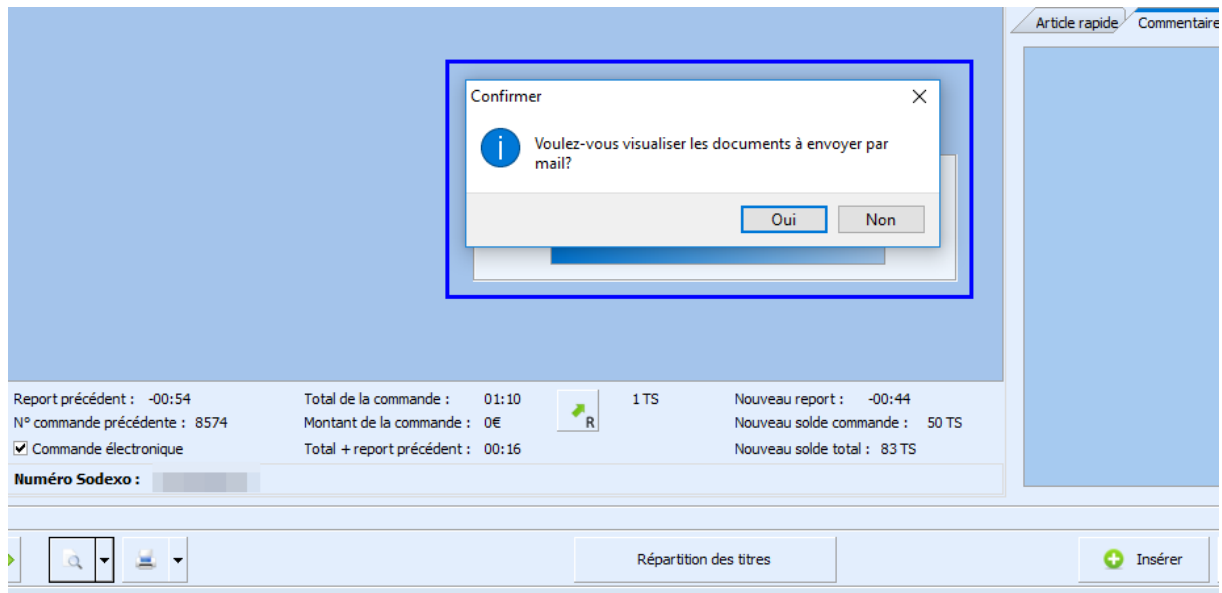 Article rapide Commentaire
Confirmer
Voulez-vous visualiser les documents à envoyer par
mail?
Oui Non
Report précédent : -00:54 Total de la commande : 01:10 1 TS Nouveau report : -00:44
R
N° commande précédente : 8574 Montant de la commande : 0€ Nouveau solde commande : 50 TS
Commande électronique Total + report précédent : 00:16 Nouveau solde total : 83 TS
Numéro Sodexo :
Répartition des titres Insérer